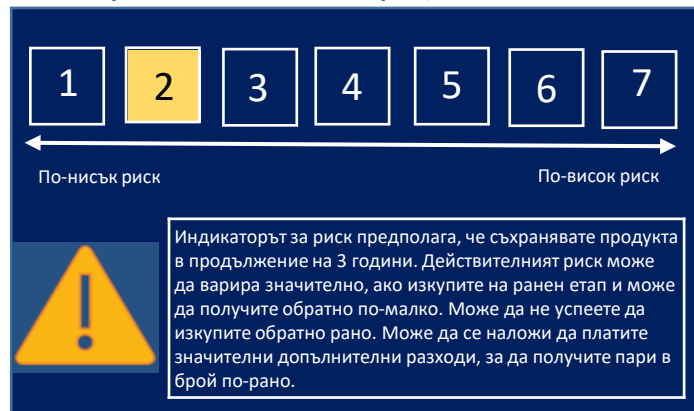 1 2 3 4 5 6 7
По-нисък риск По-висок риск
Индикаторът за риск предполага, че съхранявате продукта
в продължение на 3 години. Действителният риск може
да варира значително, ако изкупите на ранен етап и може
да получите обратно по-малко. Може да не успеете да
изкупите обратно рано. Може да се наложи да платите
значителни допълнителни разходи, за да получите пари в
брой по-рано.